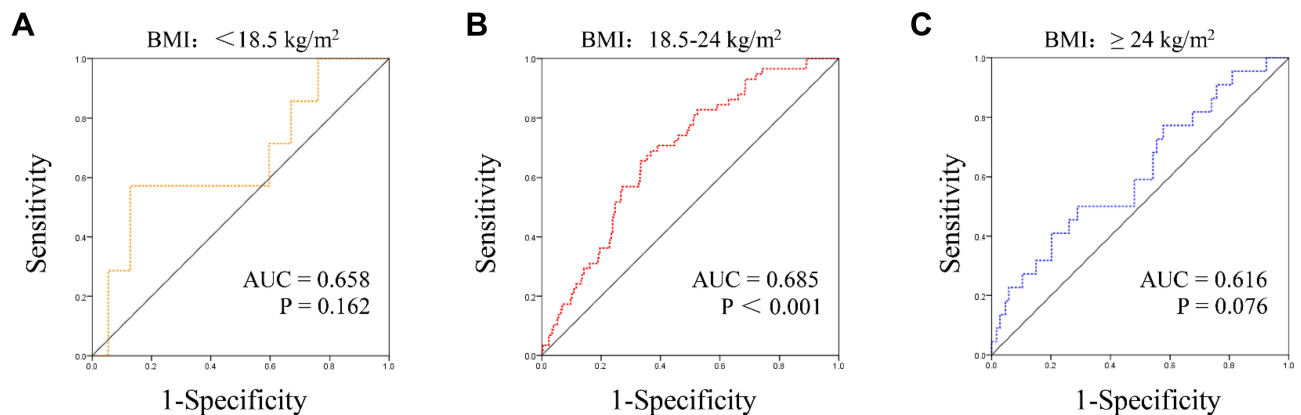 A
BMI：＜18.5 kg/m²
1.0
0.8
0.6
0.4
0.2
0.0
0.0 0.2 0.4 0.6 0.8 1.0
Sensitivity
AUC = 0.658
P = 0.162
1-Specificity
B
BMI：18.5-24 kg/m²
1.0
0.8
0.6
0.4
0.2
0.0
0.0 0.2 0.4 0.6 0.8 1.0
Sensitivity
AUC = 0.685
P＜0.001
1-Specificity
C
BMI：≥ 24 kg/m²
1.0
0.8
0.6
0.4
0.2
0.0
0.0 0.2 0.4 0.6 0.8 1.0
Sensitivity
AUC = 0.616
P = 0.076
1-Specificity